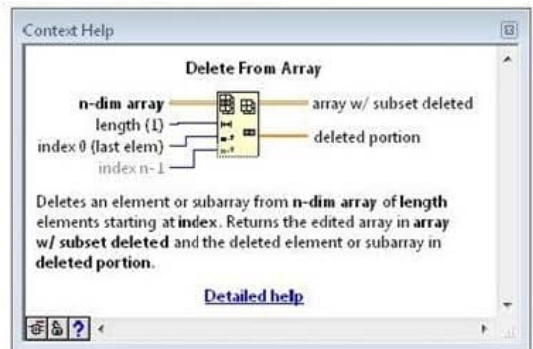 Context Help
Delete From Array
n-dim array
array w/ subset deleted
length (1)
index 0 (last elem)
deleted portion
index n-1
Deletes an element or subarray from n-dim array of length
elements starting at index. Returns the edited array in array
w/ subset deleted and the deleted element or subarray in
deleted portion.
Detailed help
?